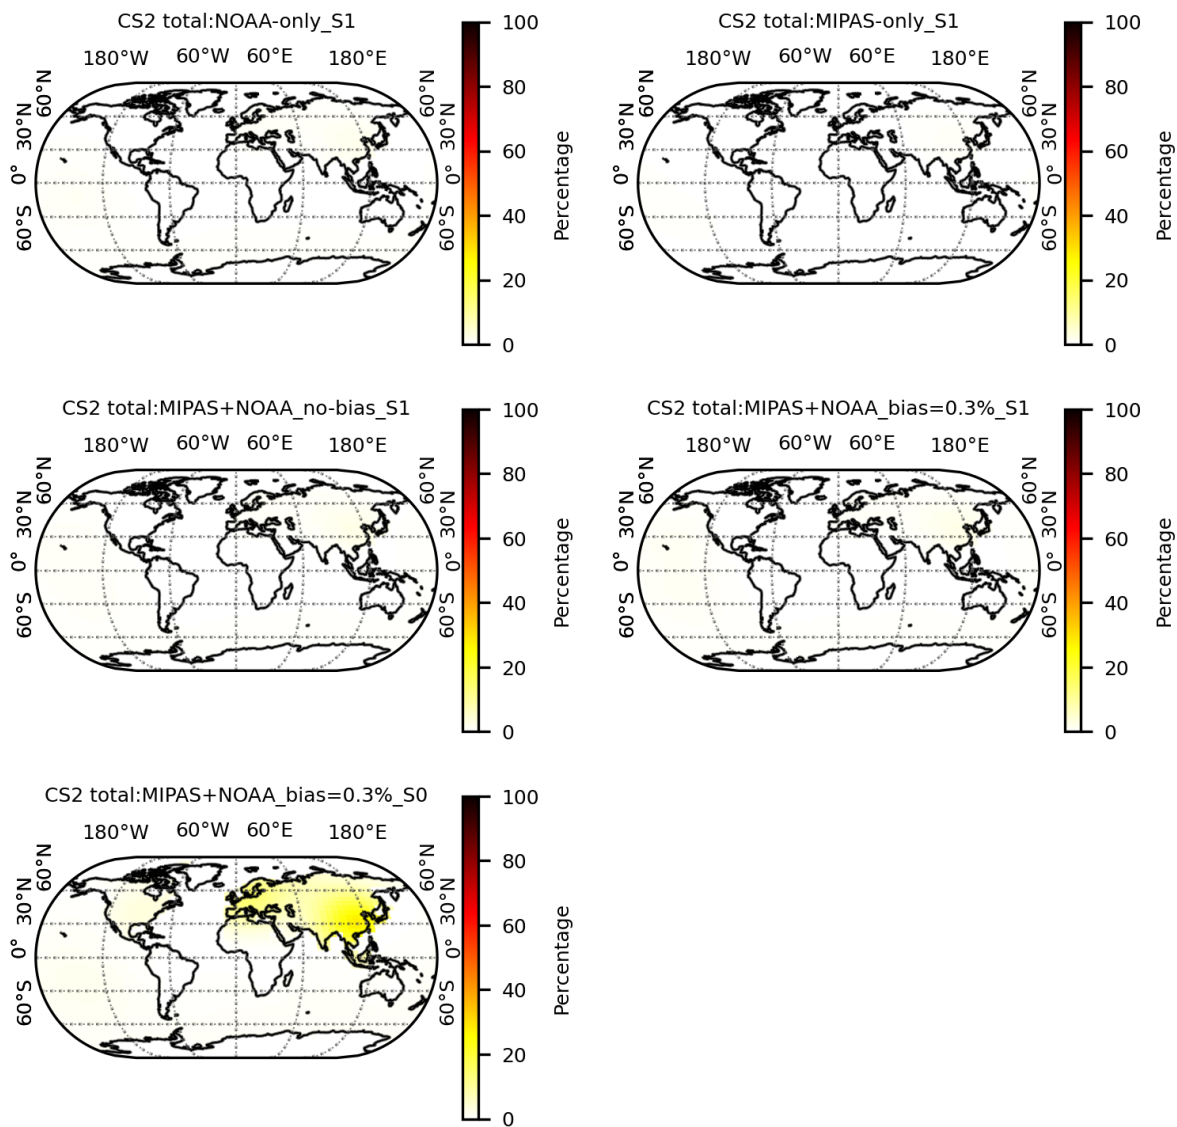 CS2 total:NOAA-only_S1
180°W 60°W 60°E 180°E
60°N
30°N
0°
60°S
60°N
30°N
0°
60°S
100
80
60
40
20
0
Percentage
CS2 total:MIPAS-only_S1
180°W 60°W 60°E 180°E
60°N
30°N
0°
60°S
60°N
30°N
0°
60°S
100
80
60
40
20
0
Percentage
CS2 total:MIPAS+NOAA_no-bias_S1
180°W 60°W 60°E 180°E
60°N
30°N
0°
60°S
60°N
30°N
0°
60°S
100
80
60
40
20
0
Percentage
CS2 total:MIPAS+NOAA_bias=0.3%_S1
180°W 60°W 60°E 180°E
60°N
30°N
0°
60°S
60°N
30°N
0°
60°S
100
80
60
40
20
0
Percentage
CS2 total:MIPAS+NOAA_bias=0.3%_S0
180°W 60°W 60°E 180°E
60°N
30°N
0°
60°S
60°N
30°N
0°
60°S
100
80
60
40
20
0
Percentage